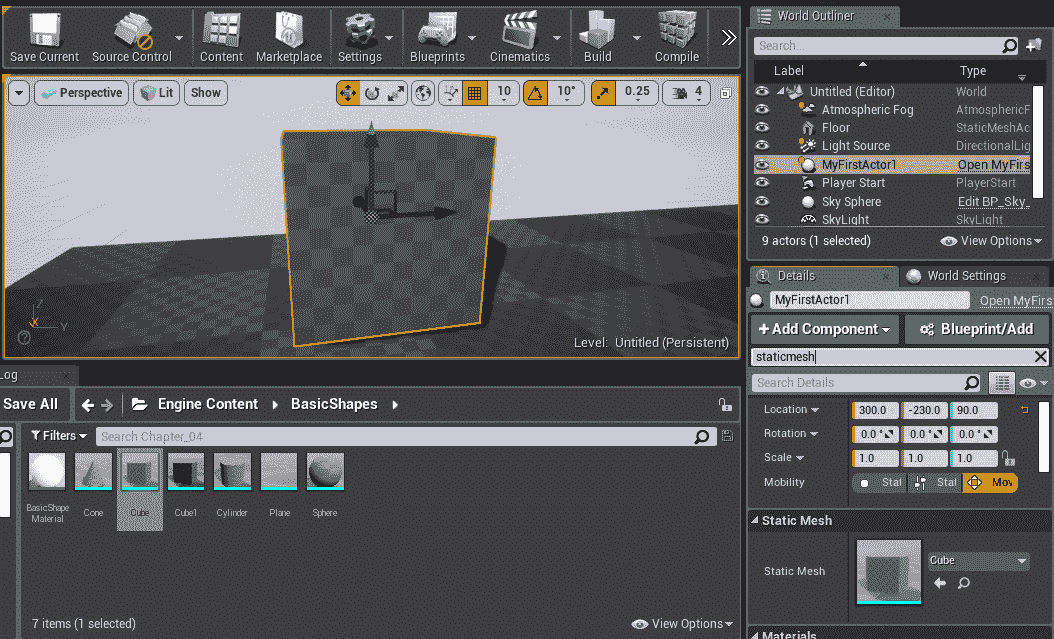 Save Current Source Control Content Marketplace Settings Blueprints Cinematics Build Compile
Perspective Lit Show 10 10° 0.25 4
Z
X Y
Level: Untitled (Persistent)
World Outliner
Search...
Label Type
Untitled (Editor) World
Atmospheric Fog AtmosphericF
Floor StaticMeshAc
Light Source DirectionalLig
MyFirstActor1 Open MyFirs
Player Start PlayerStart
Sky Sphere Edit BP_Sky_
SkyLight SkyLight
9 actors (1 selected) View Options
Details World Settings
MyFirstActor1 Open MyFirs
+Add Component Blueprint/Add
staticmesh
Search Details
Location 300.0 -230.0 90.0
Rotation 0.0° 0.0° 0.0°
Scale 1.0 1.0 1.0
Mobility Stat Stat Mov
Static Mesh
Static Mesh Cube
Materials
Log
Save All Engine Content BasicShapes
Filters Search Chapter_04
BasicShape
Material Cone Cube Cube1 Cylinder Plane Sphere
7 items (1 selected) View Options